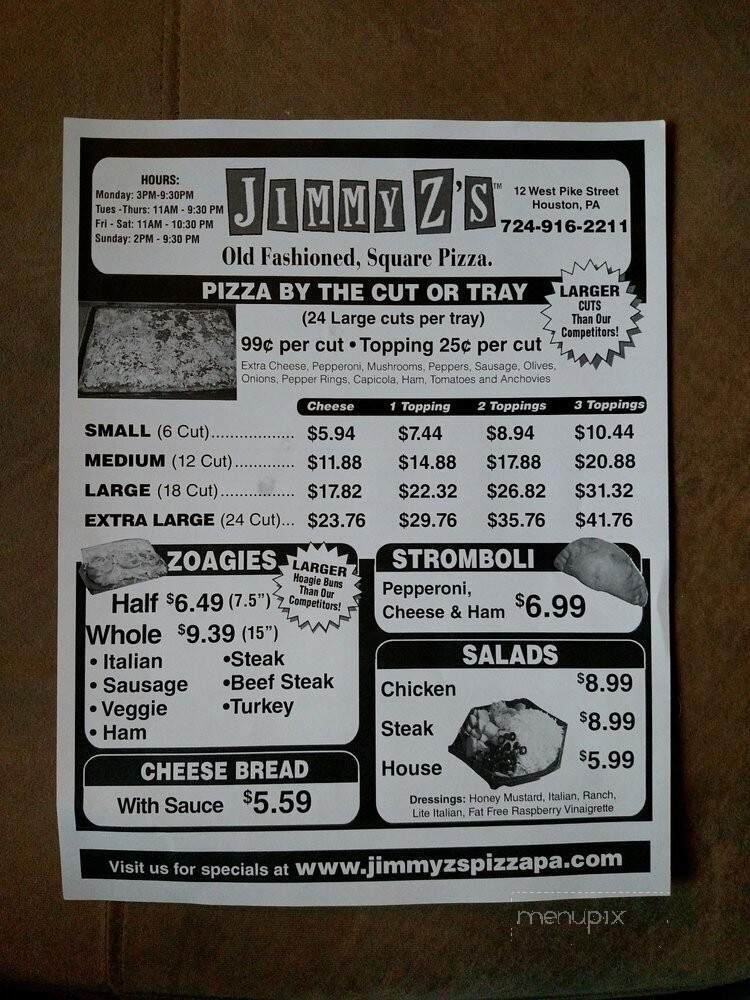 HOURS:
Monday: 3PM-9:30PM
Tues -Thurs: 11AM - 9:30 PM
Fri - Sat: 11AM - 10:30 PM
Sunday: 2PM - 9:30 PM
JIMMY Z'S™
Old Fashioned, Square Pizza.
12 West Pike Street
Houston, PA
724-916-2211
PIZZA BY THE CUT OR TRAY
(24 Large cuts per tray)
99¢ per cut • Topping 25¢ per cut
LARGER
CUTS
Than Our
Competitors!
Extra Cheese, Pepperoni, Mushrooms, Peppers, Sausage, Olives,
Onions, Pepper Rings, Capicola, Ham, Tomatoes and Anchovies
Cheese 1 Topping 2 Toppings 3 Toppings
SMALL (6 Cut).................. $5.94 $7.44 $8.94 $10.44
MEDIUM (12 Cut)............. $11.88 $14.88 $17.88 $20.88
LARGE (18 Cut)................ $17.82 $22.32 $26.82 $31.32
EXTRA LARGE (24 Cut)... $23.76 $29.76 $35.76 $41.76
ZOAGIES
LARGER
Hoagie Buns
Than Our
Competitors!
Half $6.49 (7.5")
Whole $9.39 (15")
• Italian
• Sausage
• Veggie
• Ham
•Steak
•Beef Steak
•Turkey
CHEESE BREAD
With Sauce $5.59
STROMBOLI
Pepperoni,
Cheese & Ham $6.99
SALADS
Chicken $8.99
Steak $8.99
House $5.99
Dressings: Honey Mustard, Italian, Ranch,
Lite Italian, Fat Free Raspberry Vinaigrette
Visit us for specials at www.jimmyzspizzapa.com
menupix